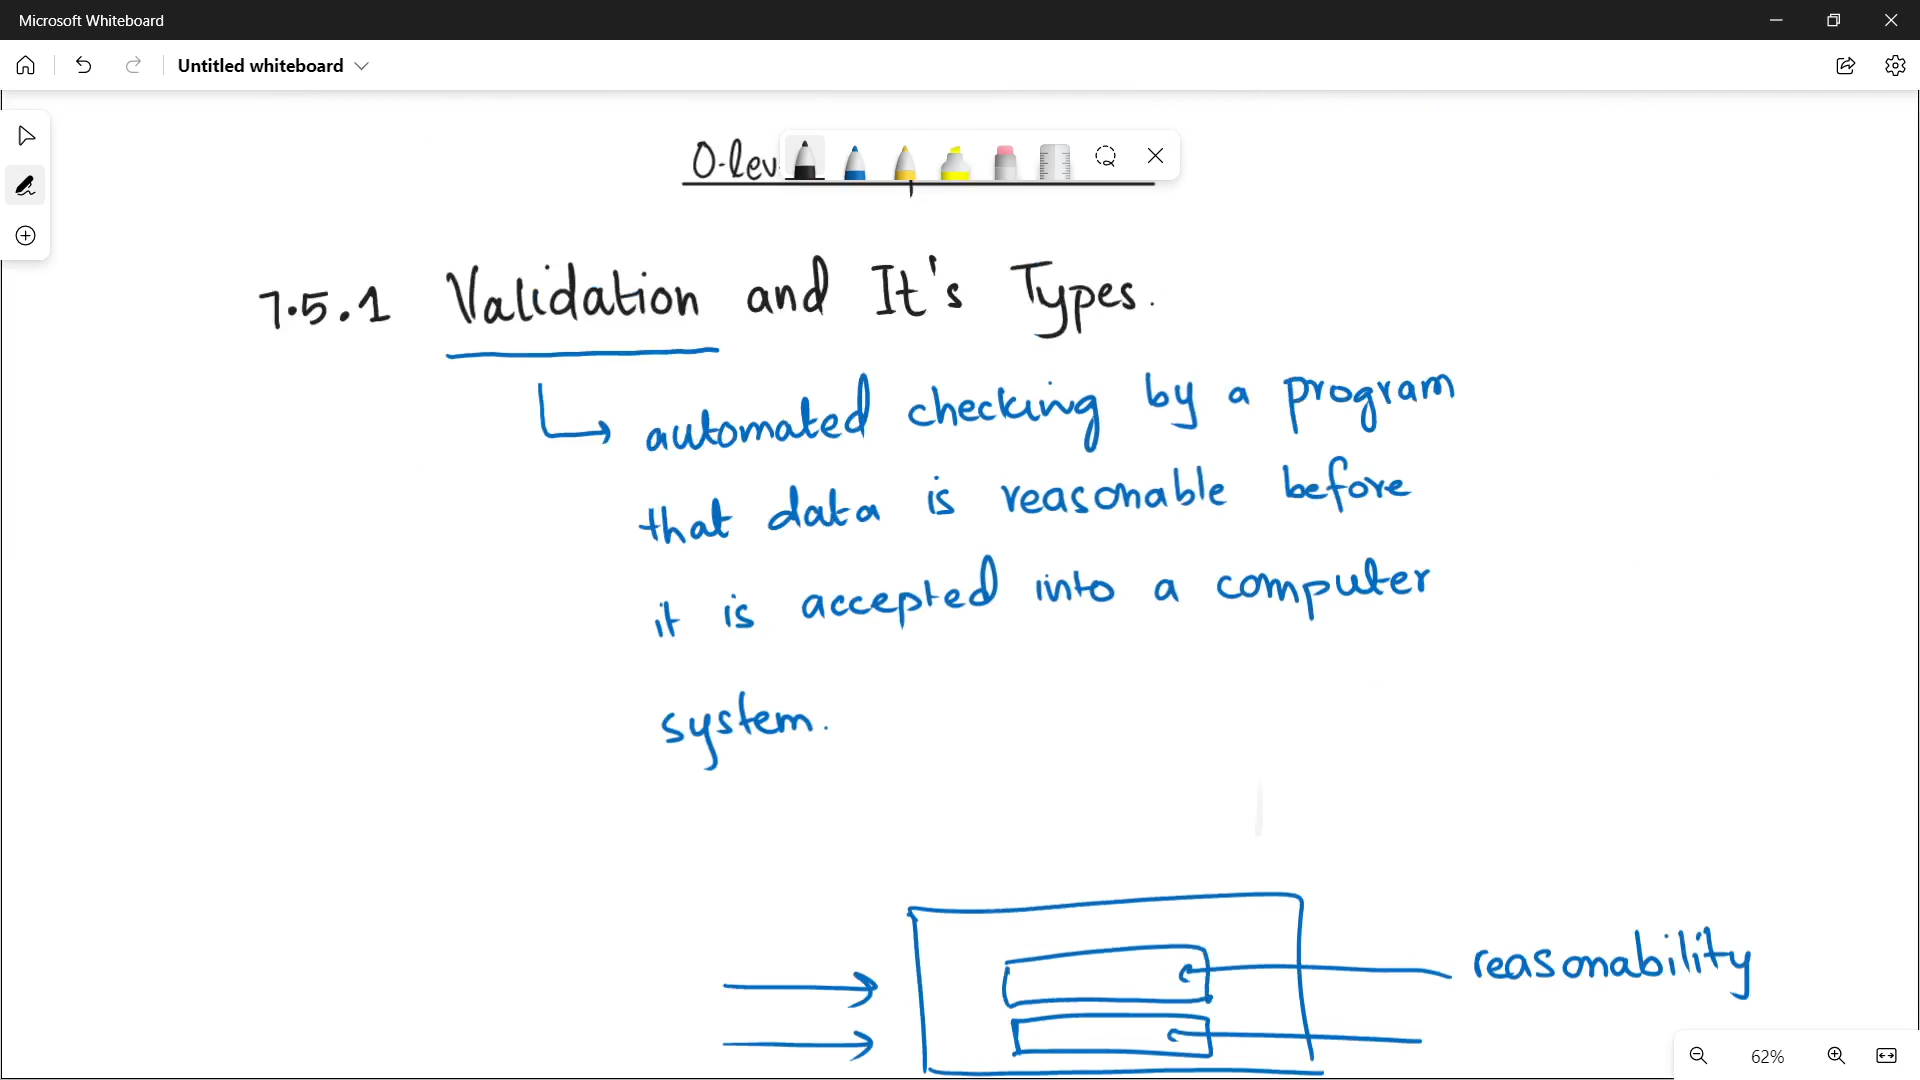 Microsoft Whiteboard
Untitled whiteboard
O-lev
7.5.1 Validation and It's Types.
automated checking by a program
that data is reasonable before
it is accepted into a computer
system.
reasonability
62%